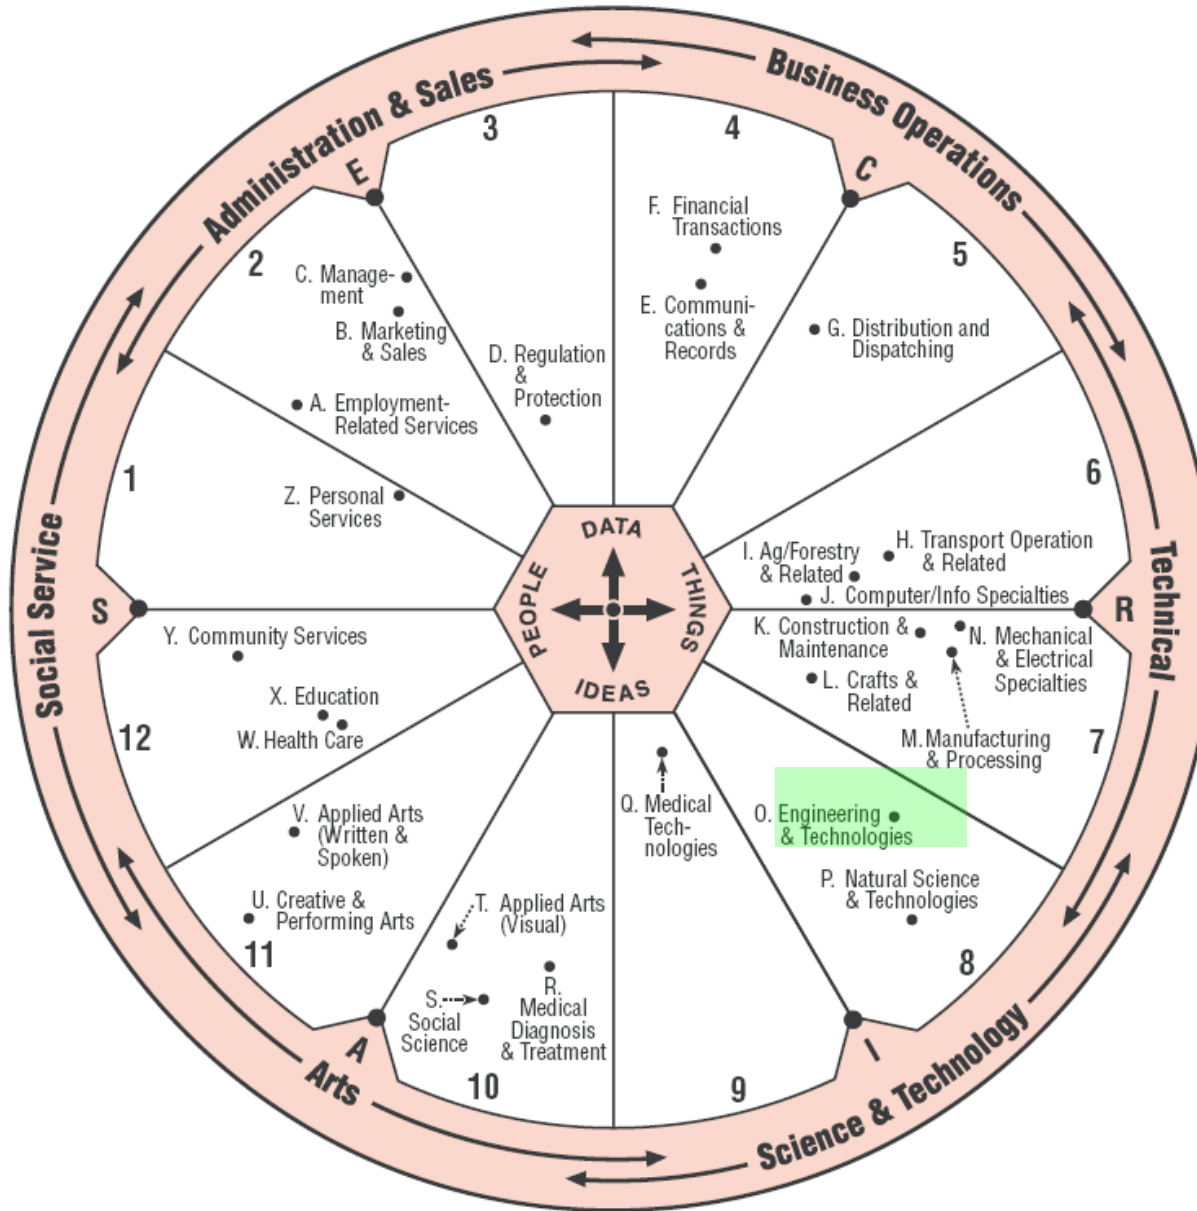 Administration & Sales
Business Operations
Technical
Science & Technology
Arts
Social Service
E
C
R
I
A
S
1
2
3
4
5
6
7
8
9
10
11
12
DATA
THINGS
IDEAS
PEOPLE
C. Manage-
ment
B. Marketing
& Sales
A. Employment-
Related Services
Z. Personal
Services
D. Regulation
&
Protection
F. Financial
Transactions
E. Communi-
cations &
Records
G. Distribution and
Dispatching
H. Transport Operation
& Related
I. Ag/Forestry
& Related
J. Computer/Info Specialties
K. Construction &
Maintenance
N. Mechanical
& Electrical
Specialties
L. Crafts &
Related
M. Manufacturing
& Processing
O. Engineering
& Technologies
P. Natural Science
& Technologies
Q. Medical
Tech-
nologies
R.
Medical
Diagnosis
& Treatment
S.
Social
Science
T. Applied Arts
(Visual)
U. Creative &
Performing Arts
V. Applied Arts
(Written &
Spoken)
W. Health Care
X. Education
Y. Community Services